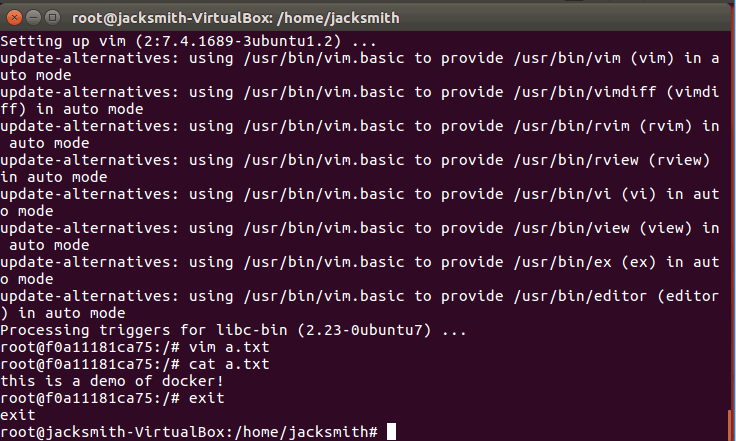 root@jacksmith-VirtualBox: /home/jacksmith
Setting up vim (2:7.4.1689-3ubuntu1.2) ...
update-alternatives: using /usr/bin/vim.basic to provide /usr/bin/vim (vim) in a
uto mode
update-alternatives: using /usr/bin/vim.basic to provide /usr/bin/vimdiff (vimdi
ff) in auto mode
update-alternatives: using /usr/bin/vim.basic to provide /usr/bin/rvim (rvim) in
 auto mode
update-alternatives: using /usr/bin/vim.basic to provide /usr/bin/rview (rview)
in auto mode
update-alternatives: using /usr/bin/vim.basic to provide /usr/bin/vi (vi) in aut
o mode
update-alternatives: using /usr/bin/vim.basic to provide /usr/bin/view (view) in
 auto mode
update-alternatives: using /usr/bin/vim.basic to provide /usr/bin/ex (ex) in aut
o mode
update-alternatives: using /usr/bin/vim.basic to provide /usr/bin/editor (editor
) in auto mode
Processing triggers for libc-bin (2.23-0ubuntu7) ...
root@f0a11181ca75:/# vim a.txt
root@f0a11181ca75:/# cat a.txt
this is a demo of docker!
root@f0a11181ca75:/# exit
exit
root@jacksmith-VirtualBox:/home/jacksmith#